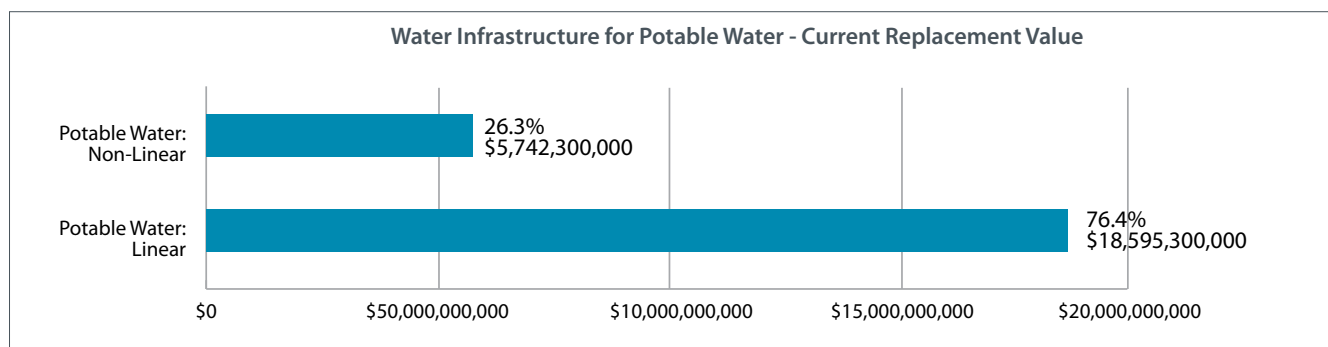 Water Infrastructure for Potable Water - Current Replacement Value
Potable Water:
Non-Linear
26.3%
$5,742,300,000
Potable Water:
Linear
76.4%
$18,595,300,000
$0
$50,000,000,000
$10,000,000,000
$15,000,000,000
$20,000,000,000